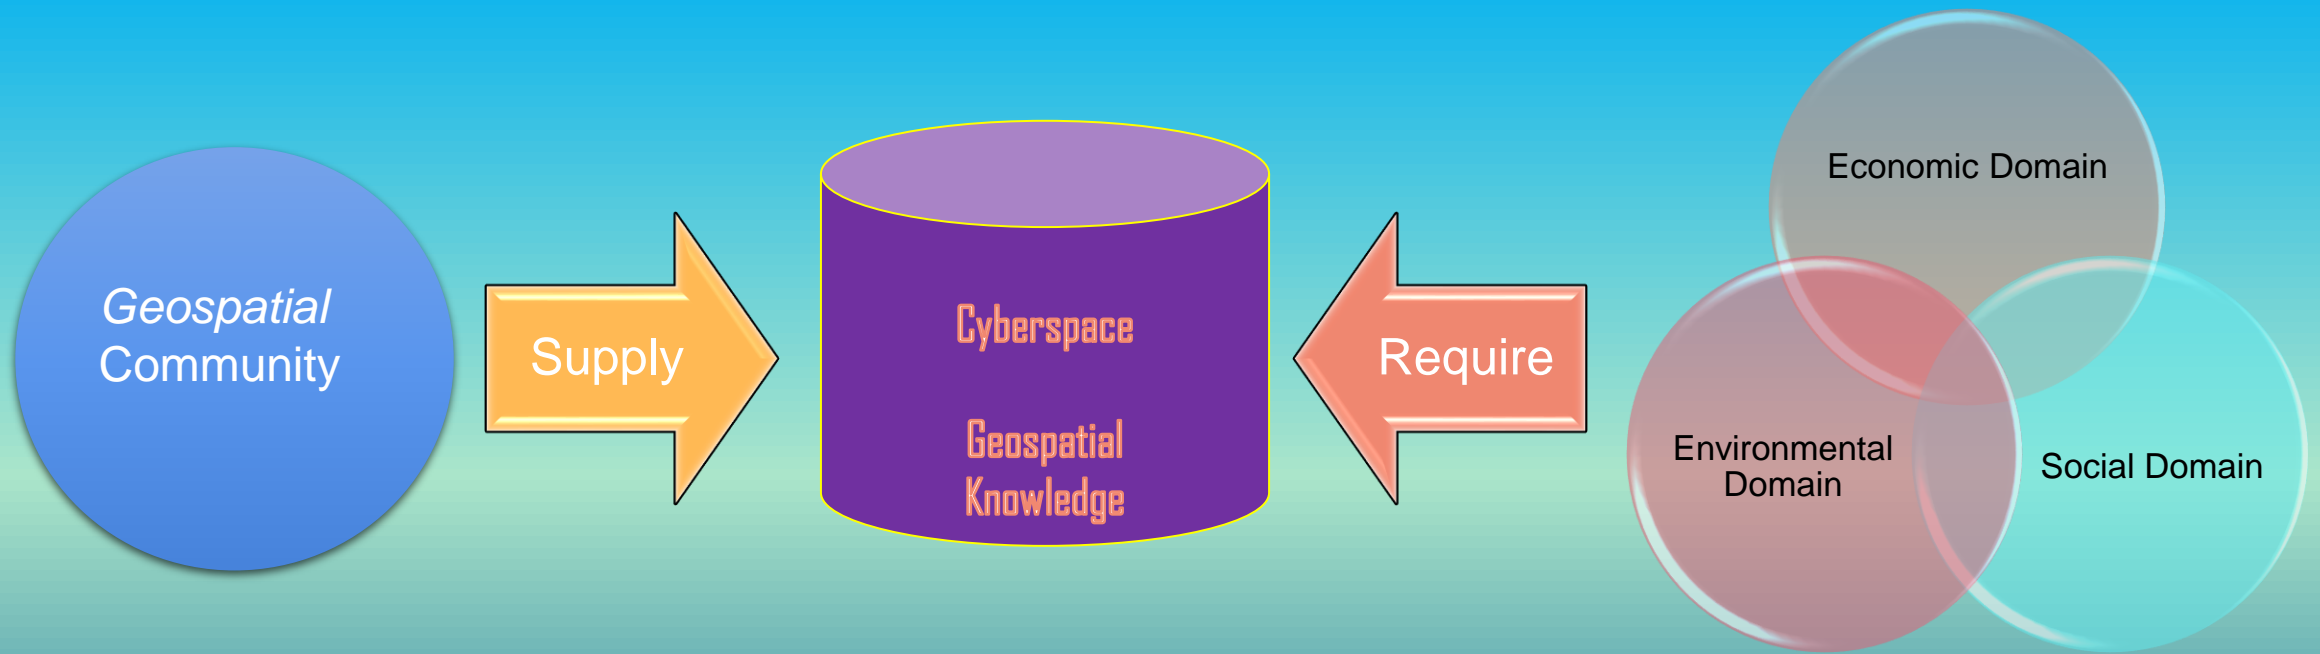 Geospatial
Community
Supply
Cyberspace
Geospatial
Knowledge
Require
Economic Domain
Environmental
Domain
Social Domain